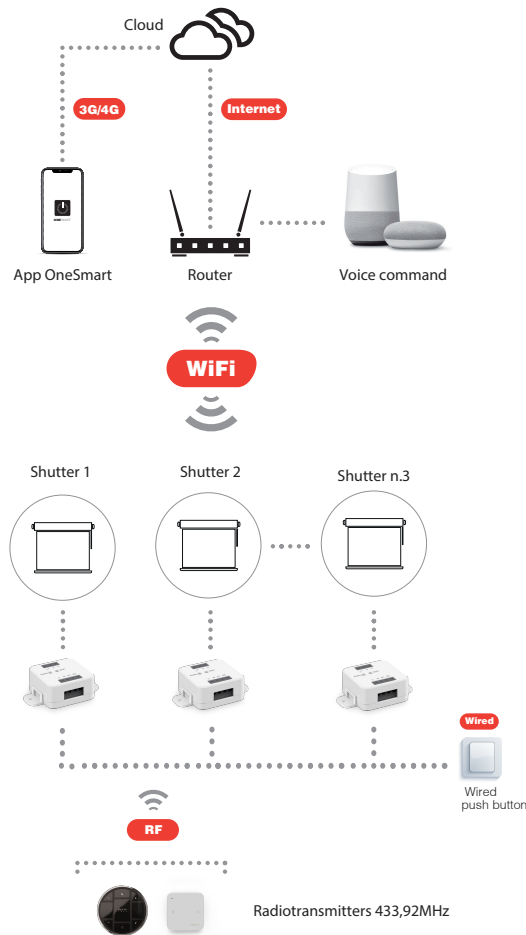 Cloud
3G/4G
Internet
App OneSmart
Router
Voice command
WiFi
Shutter 1
Shutter 2
Shutter n.3
Wired
Wired
push button
RF
Radiotransmitters 433,92MHz